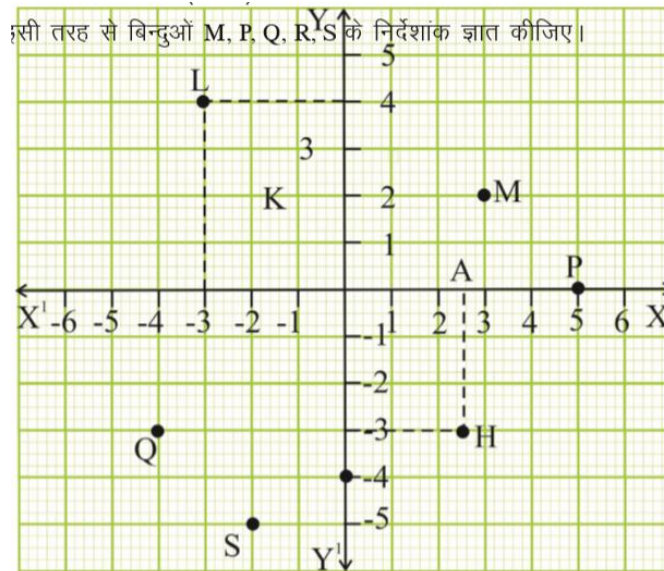 इसी तरह से बिन्दुओं M, P, Q, R, S के निर्देशांक ज्ञात कीजिए।
Y
5
L
4
3
K
2
M
1
A
P
X¹ -6 -5 -4 -3 -2 -1 1 2 3 4 5 6 X
-1
-2
-3
H
Q
-4
-5
S
Y¹